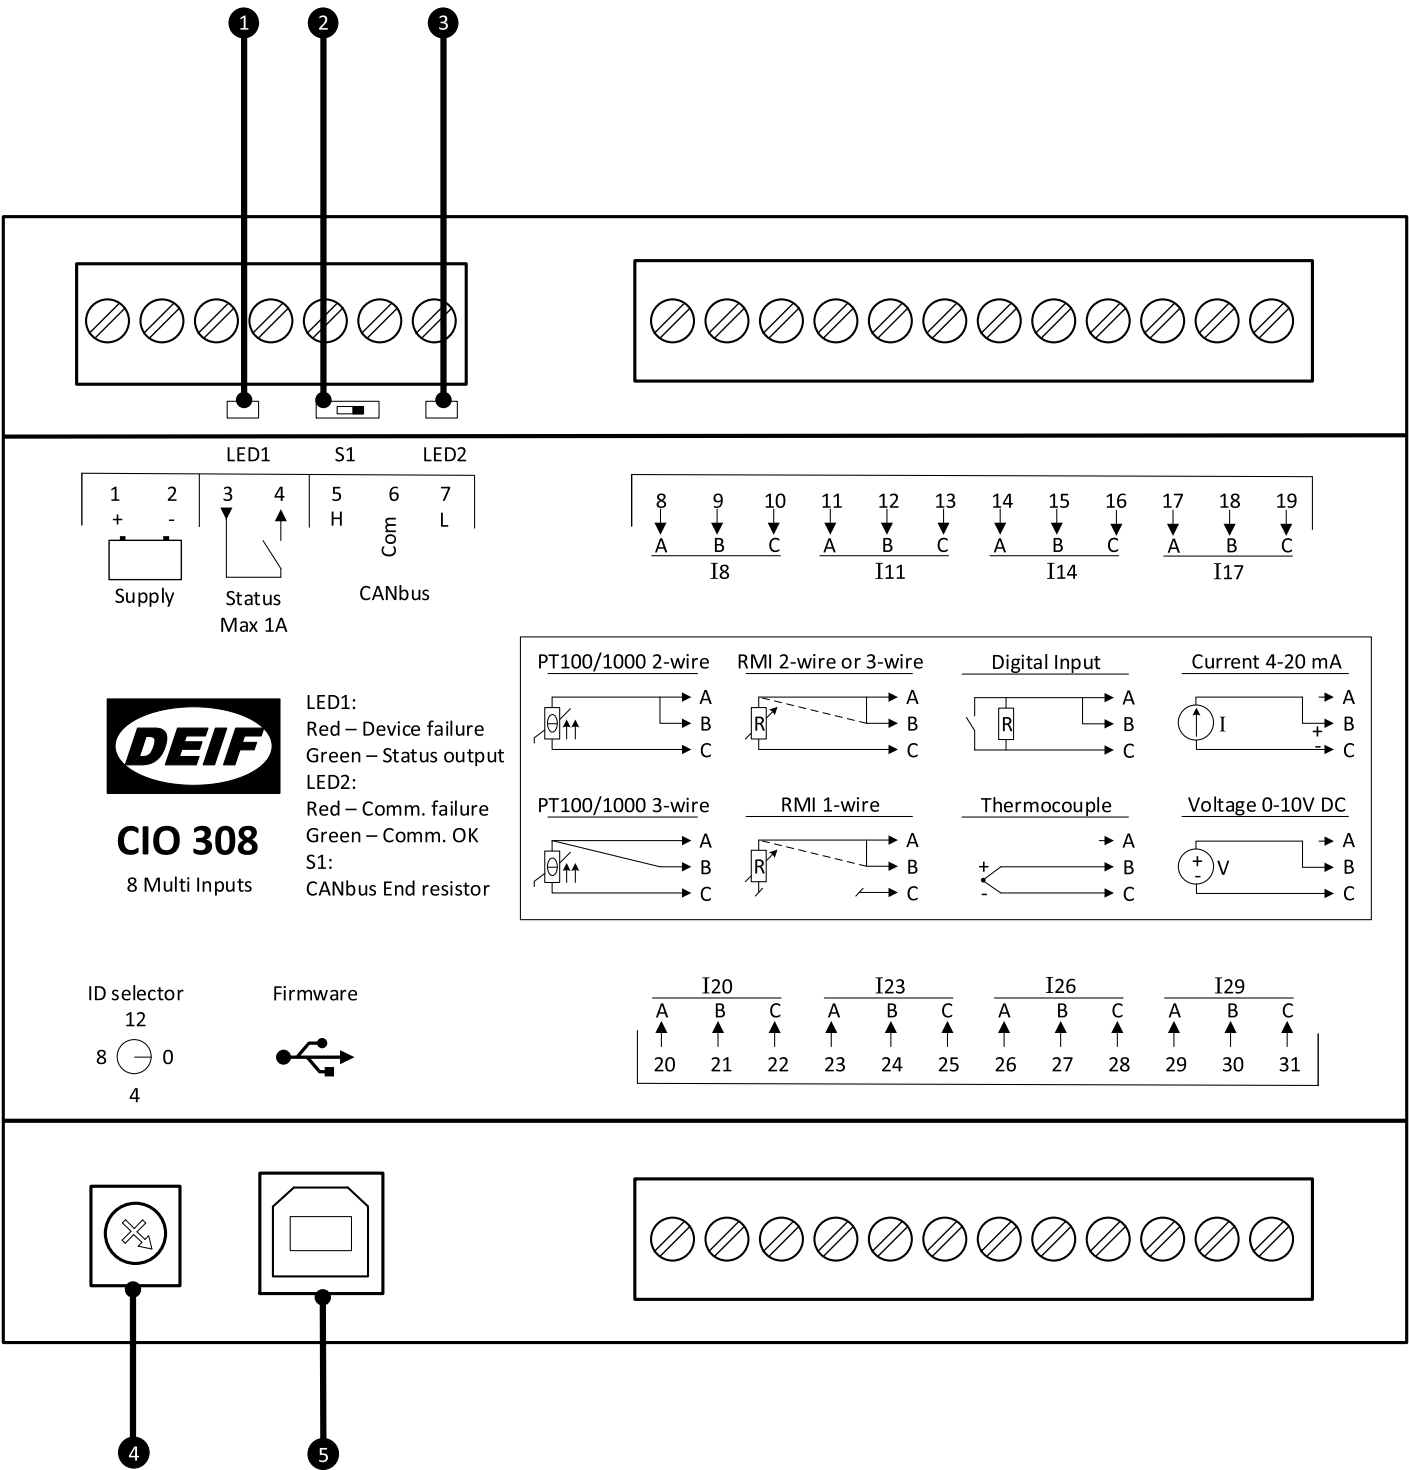 1 2 3
LED1 S1 LED2
1 2 3 4 5 6 7
+ - H Com L
Supply
Status
Max 1A
CANbus
8 9 10 11 12 13 14 15 16 17 18 19
A B C A B C A B C A B C
I8 I11 I14 I17
DEIF
CIO 308
8 Multi Inputs
LED1:
Red – Device failure
Green – Status output
LED2:
Red – Comm. failure
Green – Comm. OK
S1:
CANbus End resistor
PT100/1000 2-wire
A
B
C
RMI 2-wire or 3-wire
R
A
B
C
Digital Input
R
A
B
C
Current 4-20 mA
I
A
+ B
- C
PT100/1000 3-wire
A
B
C
RMI 1-wire
R
A
B
C
Thermocouple
A
+ B
- C
Voltage 0-10V DC
+
-
V
A
B
C
ID selector
12
8 0
4
Firmware
I20 I23 I26 I29
A B C A B C A B C A B C
20 21 22 23 24 25 26 27 28 29 30 31
4 5